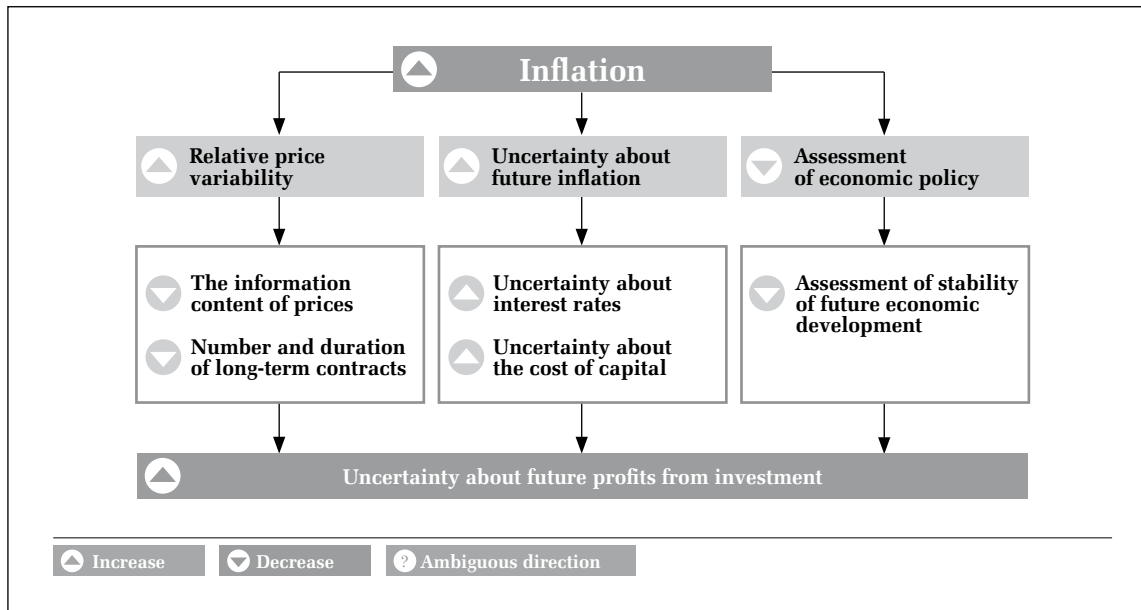 Inflation
Relative price
variability
Uncertainty about
future inflation
Assessment
of economic policy
The information
content of prices
Number and duration
of long-term contracts
Uncertainty about
interest rates
Uncertainty about
the cost of capital
Assessment of stability
of future economic
development
Uncertainty about future profits from investment
Increase
Decrease
? Ambiguous direction